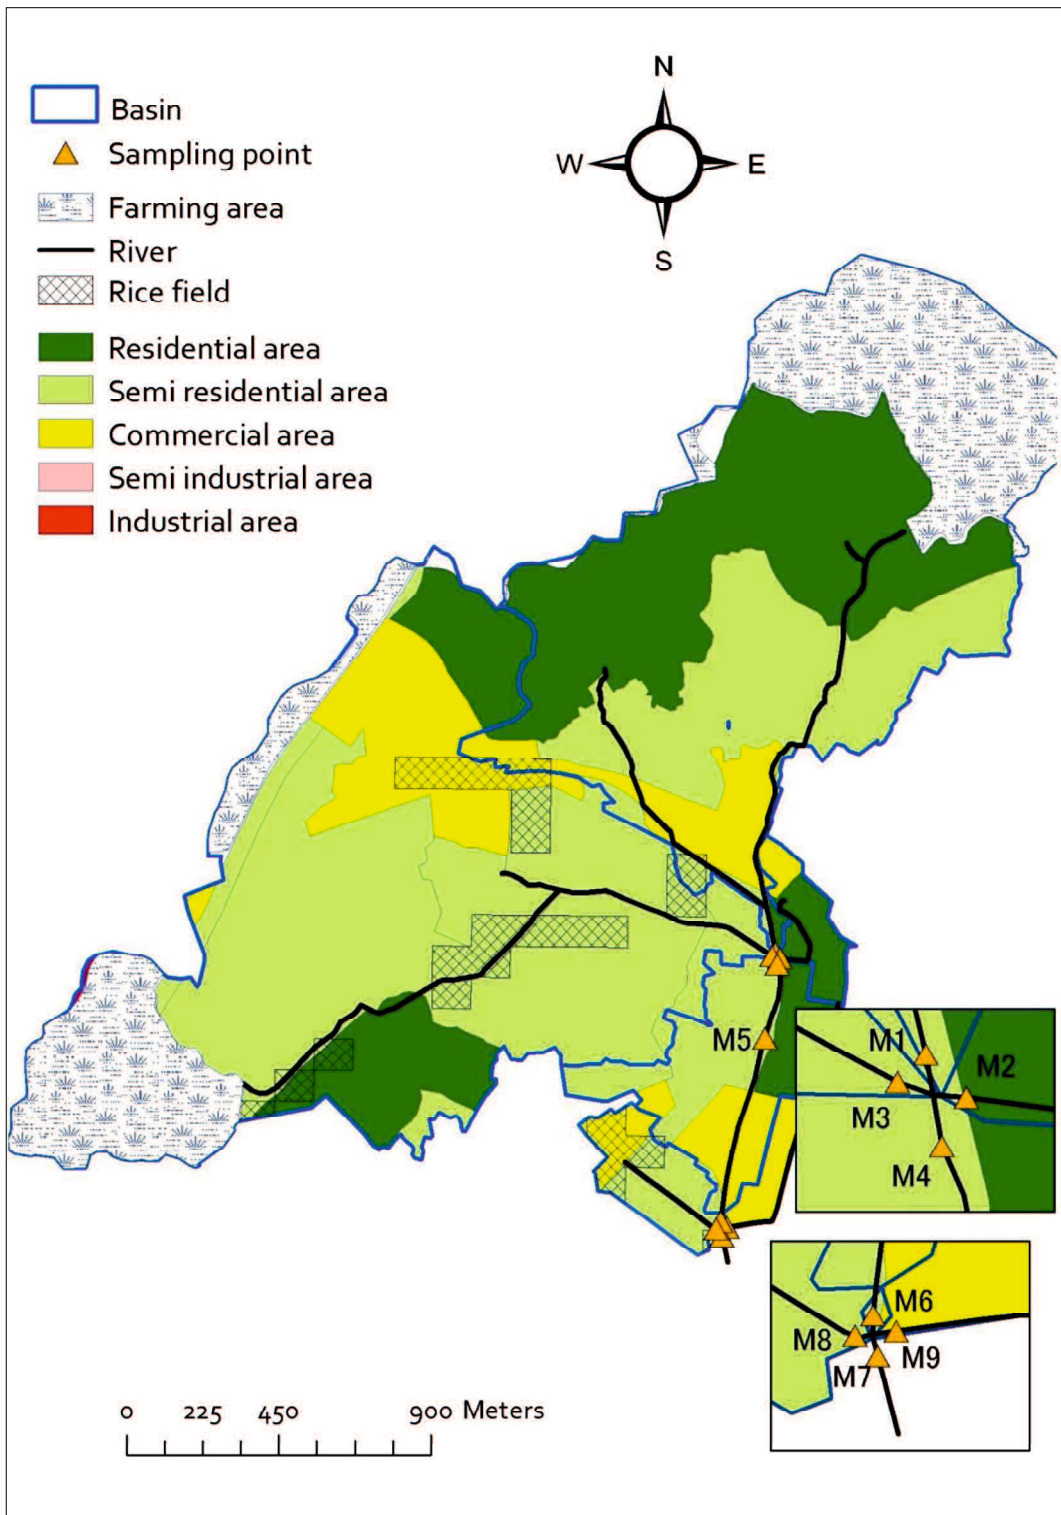 N
W E
S
Basin
Sampling point
Farming area
River
Rice field
Residential area
Semi residential area
Commercial area
Semi industrial area
Industrial area
M5
M1
M2
M3
M4
M6
M8
M7
M9
0 225 450 900 Meters